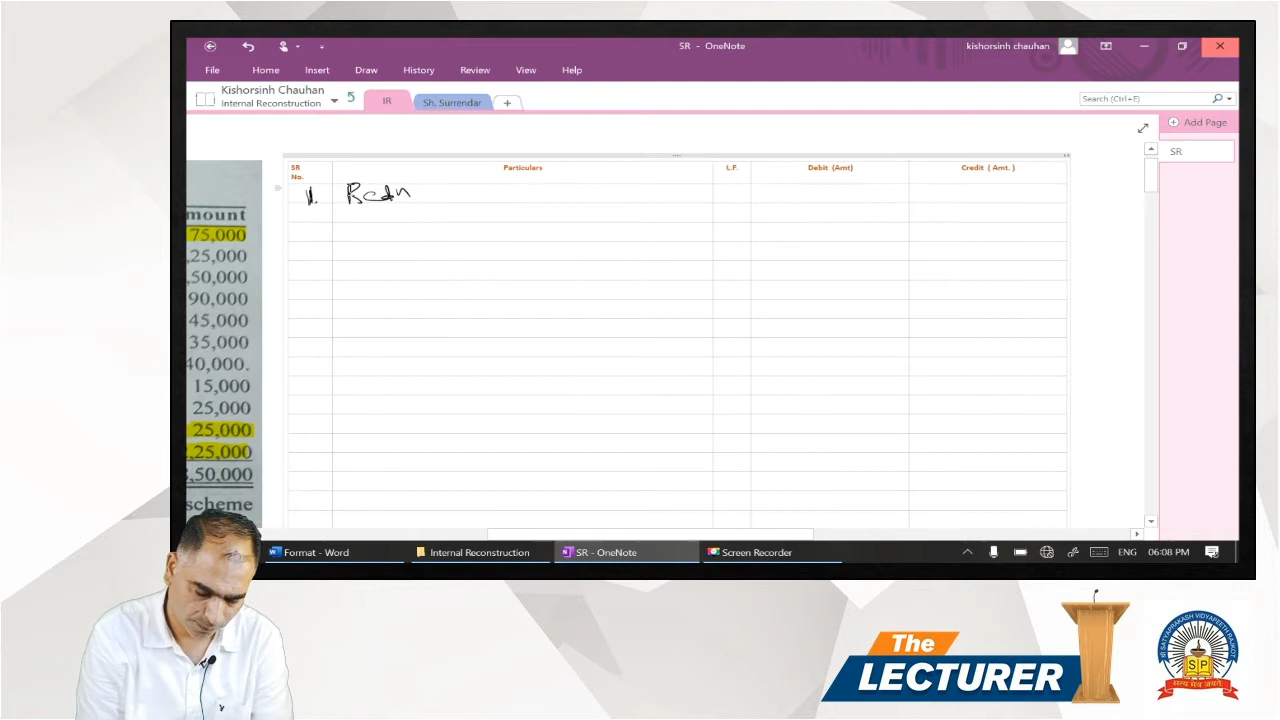 SR - OneNote
kishorsinh chauhan
File Home Insert Draw History Review View Help
Kishorsinh Chauhan
Internal Reconstruction
IR
Sh. Surrendar
Search (Ctrl+E)
Add Page
SR
SR No. Particulars L.F. Debit (Amt) Credit ( Amt. )
1.
mount
75,000
,25,000
,50,000
90,000
45,000
35,000
40,000.
15,000
25,000
25,000
,25,000
,50,000
scheme
Format - Word
Internal Reconstruction
SR - OneNote
Screen Recorder
ENG
06:08 PM
The
LECTURER
SP
सत्यं मेव जयते